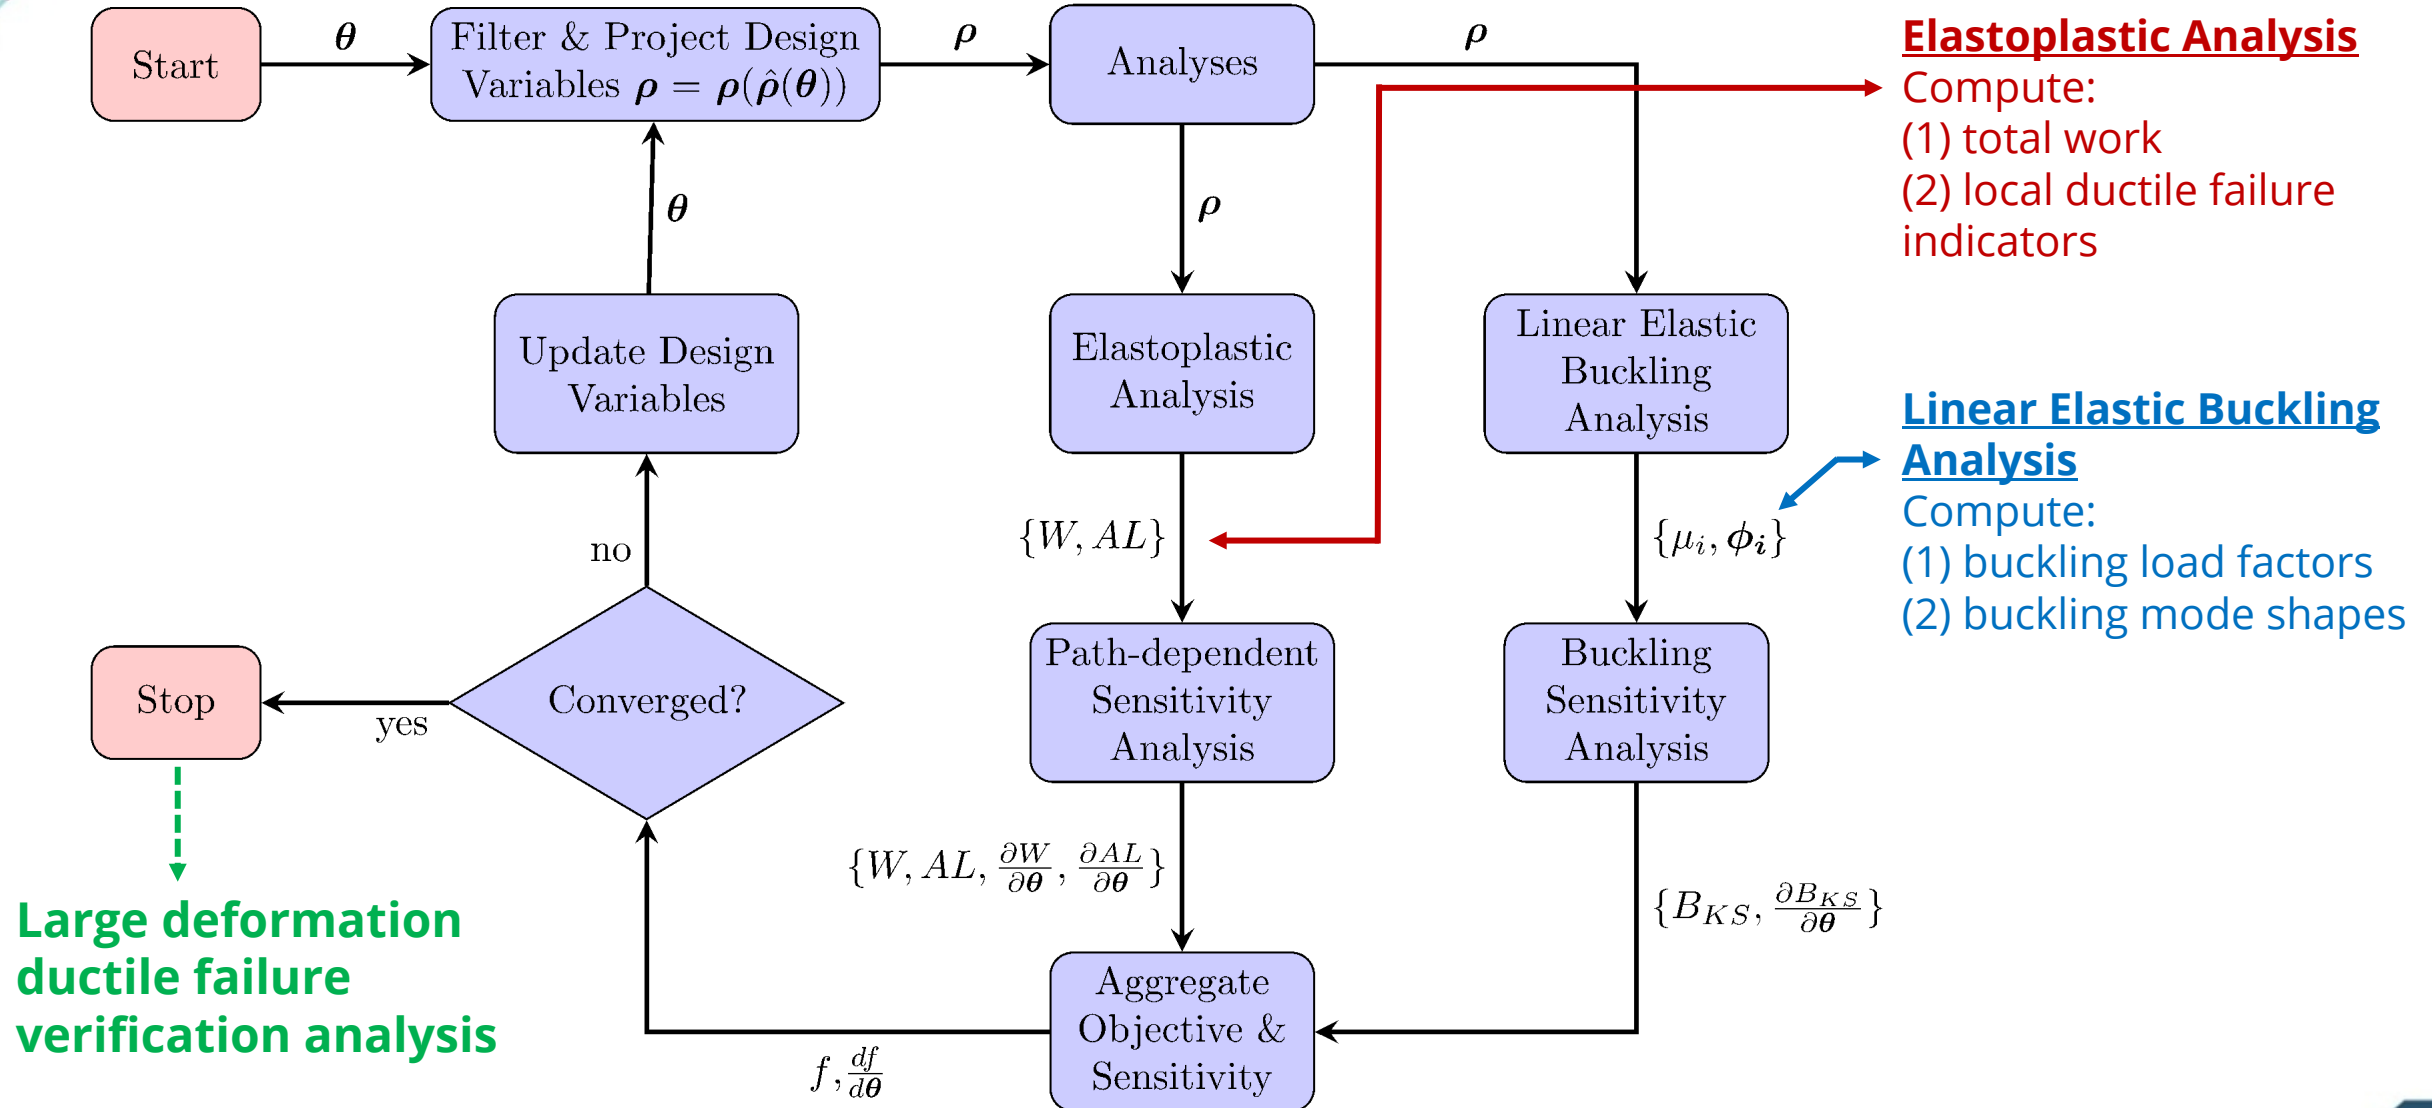 Start
θ
Filter & Project Design
Variables ρ = ρ(ρ̂(θ))
ρ
Analyses
ρ
Elastoplastic Analysis
Compute:
(1) total work
(2) local ductile failure
indicators
θ
ρ
Update Design
Variables
Elastoplastic
Analysis
Linear Elastic
Buckling
Analysis
Linear Elastic Buckling
Analysis
Compute:
(1) buckling load factors
(2) buckling mode shapes
no
{W, AL}
{μ_i, ϕ_i}
Stop
yes
Converged?
Path-dependent
Sensitivity
Analysis
Buckling
Sensitivity
Analysis
{W, AL, ∂W/∂θ, ∂AL/∂θ}
{B_KS, ∂B_KS/∂θ}
Large deformation
ductile failure
verification analysis
Aggregate
Objective &
Sensitivity
f, df/dθ